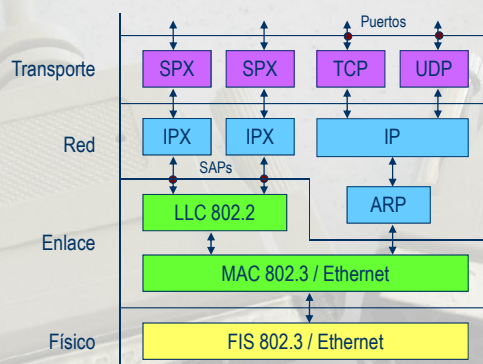 Puertos
Transporte SPX SPX TCP UDP
Red IPX IPX IP
SAPs
LLC 802.2 ARP
Enlace
MAC 802.3 / Ethernet
Físico FIS 802.3 / Ethernet